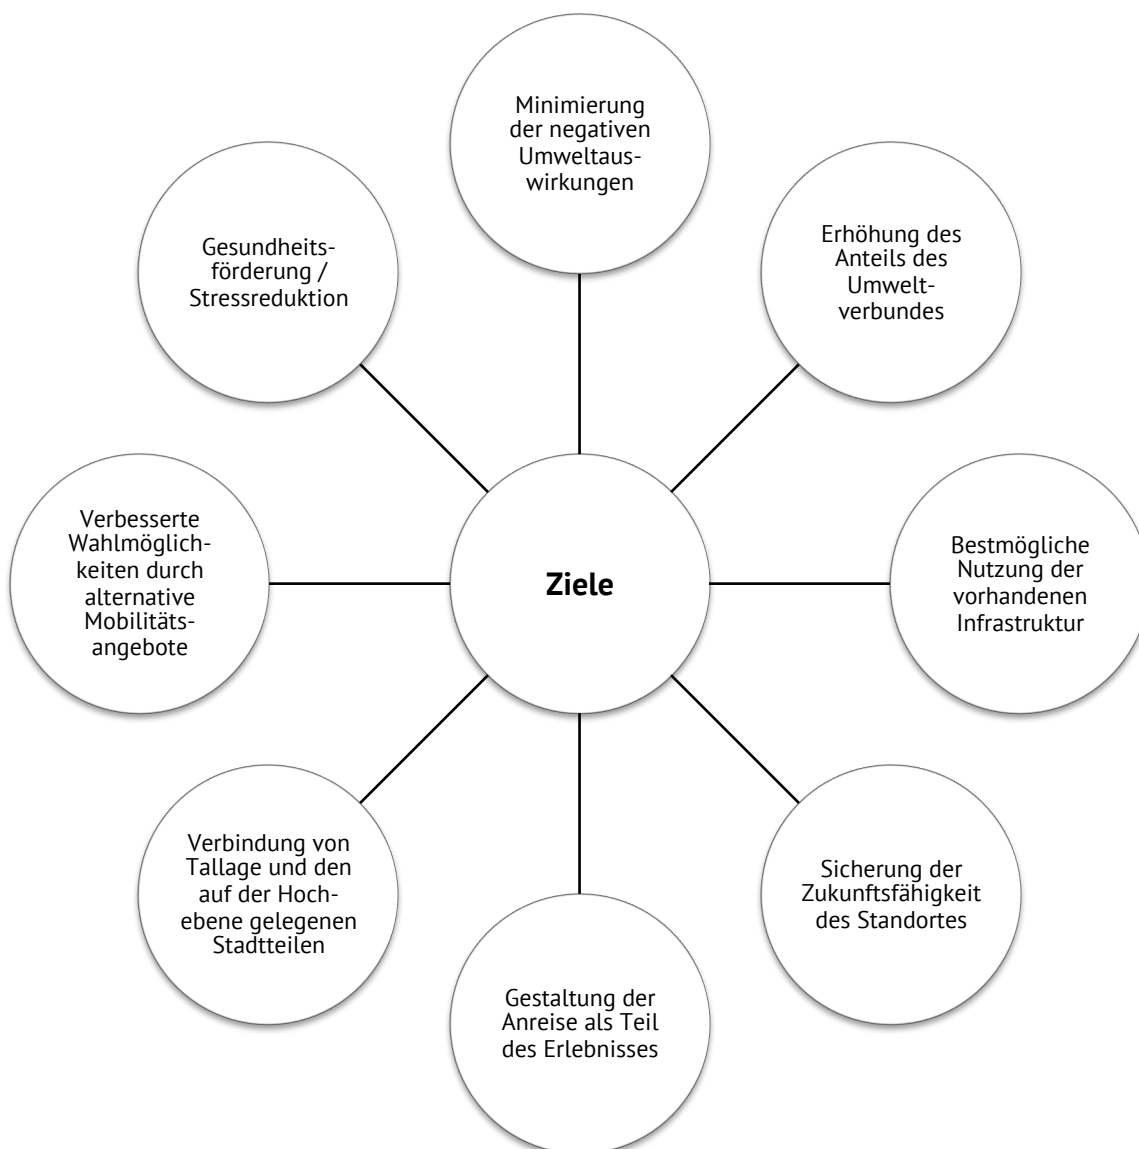 Minimierung
der negativen
Umweltaus-
wirkungen
Erhöhung des
Anteils des
Umwelt-
verbundes
Bestmögliche
Nutzung der
vorhandenen
Infrastruktur
Sicherung der
Zukunftsfähigkeit
des Standortes
Gestaltung der
Anreise als Teil
des Erlebnisses
Verbindung von
Tallage und den
auf der Hoch-
ebene gelegenen
Stadtteilen
Verbesserte
Wahlmöglich-
keiten durch
alternative
Mobilitäts-
angebote
Gesundheits-
förderung /
Stressreduktion
Ziele